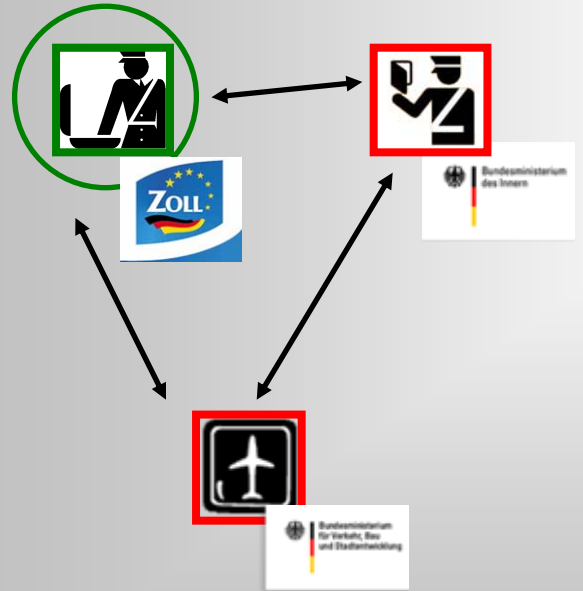 ZOLL
Bundesministerium
des Innern
Bundesministerium
für Verkehr, Bau
und Stadtentwicklung